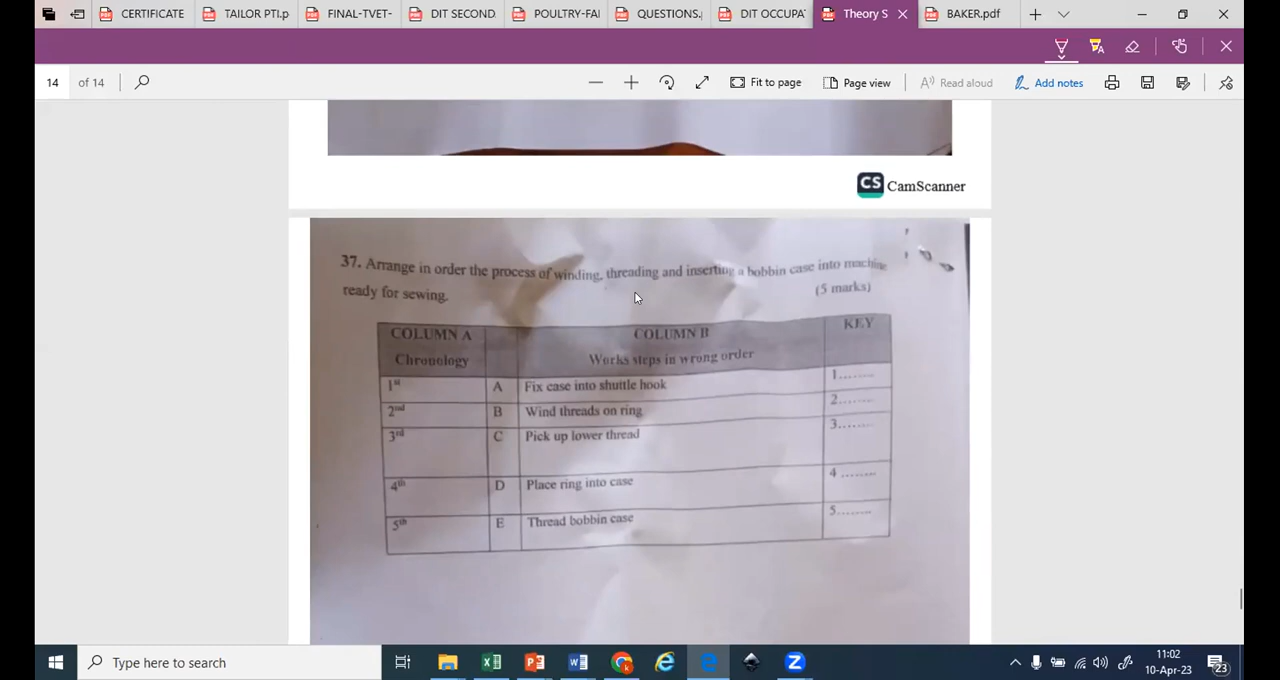 CERTIFICATE TAILOR PTI.p FINAL-TVET- DIT SECOND. POULTRY-FAI QUESTIONS.p DIT OCCUPA Theory S BAKER.pdf
14 of 14 Fit to page Page view Read aloud Add notes
CS CamScanner
37. Arrange in order the process of winding, threading and inserting a bobbin case into machine
ready for sewing. (5 marks)
COLUMN A COLUMN B KEY
Chronology Works steps in wrong order
1st A Fix case into shuttle hook 1........
2nd B Wind threads on ring 2........
3rd C Pick up lower thread 3........
4th D Place ring into case 4........
5th E Thread bobbin case 5........
Type here to search
11:02
10-Apr-23
23